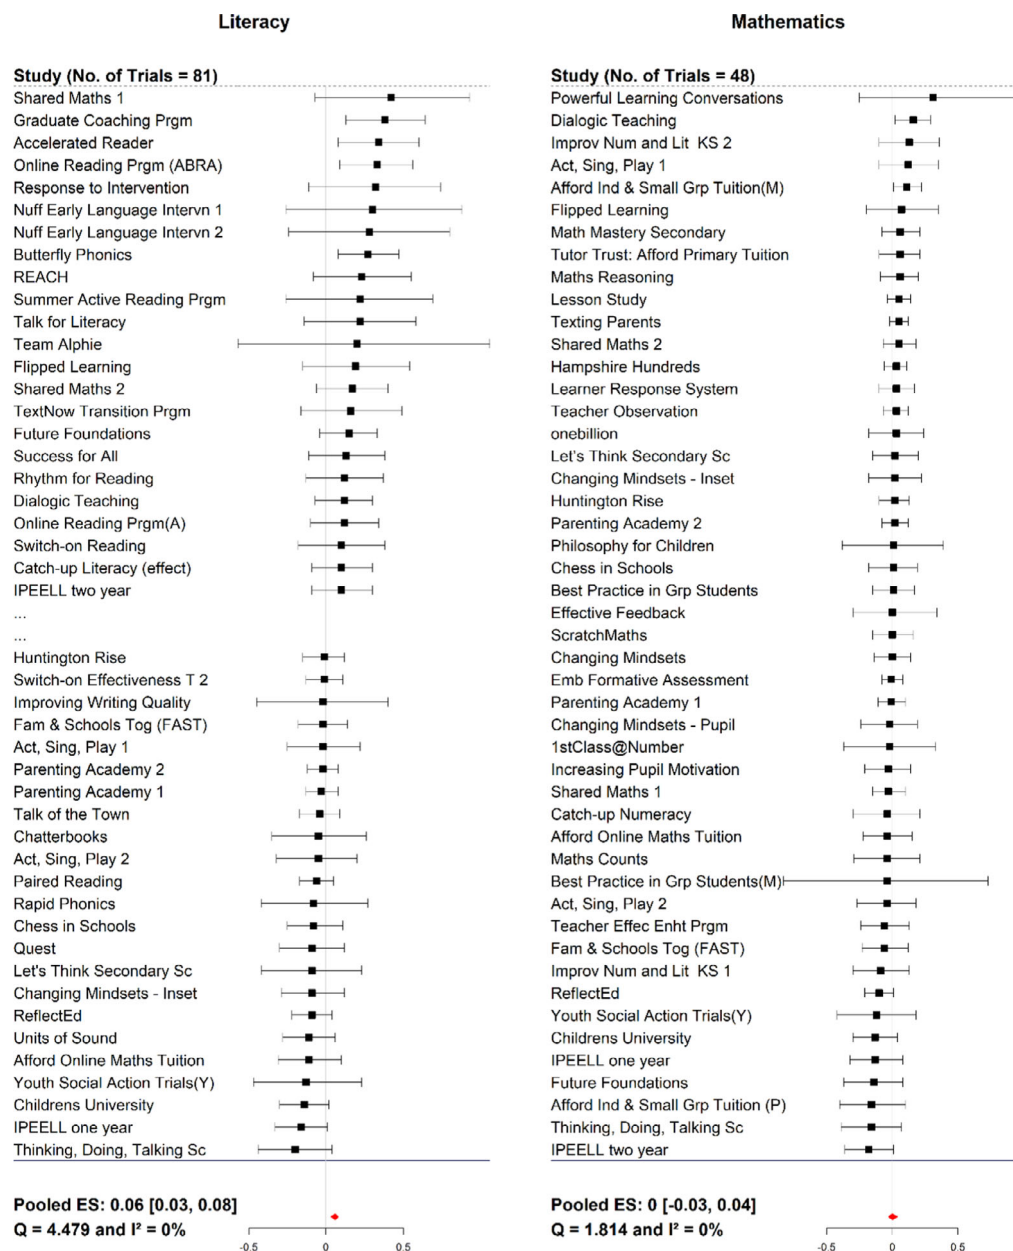 Literacy
Study (No. of Trials = 81)
Shared Maths 1
Graduate Coaching Prgm
Accelerated Reader
Online Reading Prgm (ABRA)
Response to Intervention
Nuff Early Language Intervn 1
Nuff Early Language Intervn 2
Butterfly Phonics
REACH
Summer Active Reading Prgm
Talk for Literacy
Team Alphie
Flipped Learning
Shared Maths 2
TextNow Transition Prgm
Future Foundations
Success for All
Rhythm for Reading
Dialogic Teaching
Online Reading Prgm(A)
Switch-on Reading
Catch-up Literacy (effect)
IPEELL two year
...
...
Huntington Rise
Switch-on Effectiveness T 2
Improving Writing Quality
Fam & Schools Tog (FAST)
Act, Sing, Play 1
Parenting Academy 2
Parenting Academy 1
Talk of the Town
Chatterbooks
Act, Sing, Play 2
Paired Reading
Rapid Phonics
Chess in Schools
Quest
Let's Think Secondary Sc
Changing Mindsets - Inset
ReflectEd
Units of Sound
Afford Online Maths Tuition
Youth Social Action Trials(Y)
Childrens University
IPEELL one year
Thinking, Doing, Talking Sc
Pooled ES: 0.06 [0.03, 0.08]
Q = 4.479 and I² = 0%
-0.5 0 0.5
Mathematics
Study (No. of Trials = 48)
Powerful Learning Conversations
Dialogic Teaching
Improv Num and Lit KS 2
Act, Sing, Play 1
Afford Ind & Small Grp Tuition(M)
Flipped Learning
Math Mastery Secondary
Tutor Trust: Afford Primary Tuition
Maths Reasoning
Lesson Study
Texting Parents
Shared Maths 2
Hampshire Hundreds
Learner Response System
Teacher Observation
onebillion
Let's Think Secondary Sc
Changing Mindsets - Inset
Huntington Rise
Parenting Academy 2
Philosophy for Children
Chess in Schools
Best Practice in Grp Students
Effective Feedback
ScratchMaths
Changing Mindsets
Emb Formative Assessment
Parenting Academy 1
Changing Mindsets - Pupil
1stClass@Number
Increasing Pupil Motivation
Shared Maths 1
Catch-up Numeracy
Afford Online Maths Tuition
Maths Counts
Best Practice in Grp Students(M)
Act, Sing, Play 2
Teacher Effec Enht Prgm
Fam & Schools Tog (FAST)
Improv Num and Lit KS 1
ReflectEd
Youth Social Action Trials(Y)
Childrens University
IPEELL one year
Future Foundations
Afford Ind & Small Grp Tuition (P)
Thinking, Doing, Talking Sc
IPEELL two year
Pooled ES: 0 [-0.03, 0.04]
Q = 1.814 and I² = 0%
-0.5 0 0.5